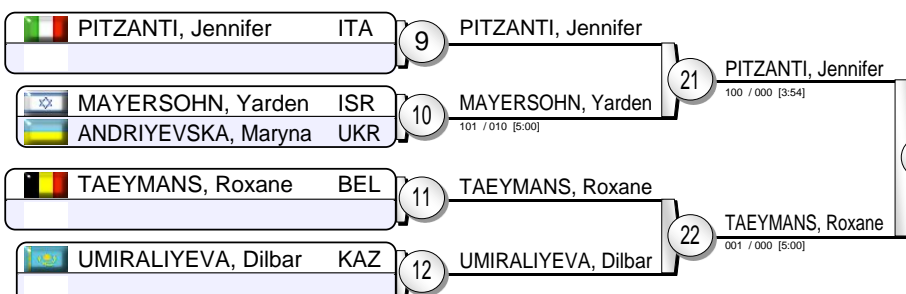 PITZANTI, Jennifer ITA
9
PITZANTI, Jennifer
21
PITZANTI, Jennifer
100 / 000 [3:54]
MAYERSOHN, Yarden ISR
ANDRIYEVSKA, Maryna UKR
10
MAYERSOHN, Yarden
101 / 010 [5:00]
TAEYMANS, Roxane BEL
11
TAEYMANS, Roxane
22
TAEYMANS, Roxane
001 / 000 [5:00]
UMIRALIYEVA, Dilbar KAZ
12
UMIRALIYEVA, Dilbar